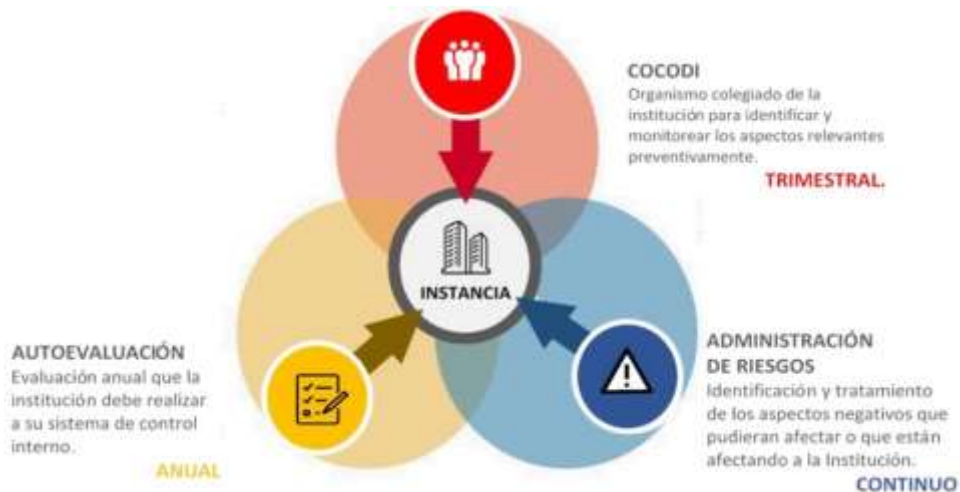 COCODI
Organismo colegiado de la
institución para identificar y
monitorear los aspectos relevantes
preventivamente.
TRIMESTRAL.
INSTANCIA
AUTOEVALUACIÓN
Evaluación anual que la
institución debe realizar
a su sistema de control
interno.
ANUAL
ADMINISTRACIÓN
DE RIESGOS
Identificación y tratamiento
de los aspectos negativos que
pudieran afectar o que están
afectando a la Institución.
CONTINUO